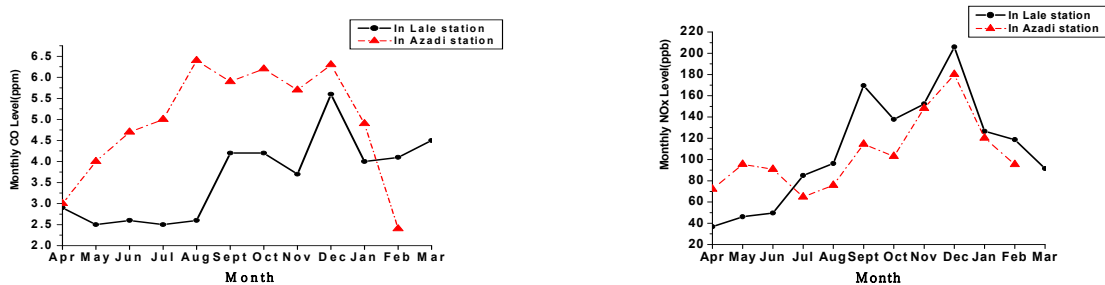 In Lale station
In Azadi station
Monthly CO Level(ppm)
6.5
6.0
5.5
5.0
4.5
4.0
3.5
3.0
2.5
2.0
Apr May Jun Jul Aug Sept Oct Nov Dec Jan Feb Mar
Month
In Lale station
In Azadi station
Monthly NOx Level(ppb)
220
200
180
160
140
120
100
80
60
40
20
Apr May Jun Jul Aug Sept Oct Nov Dec Jan Feb Mar
Month